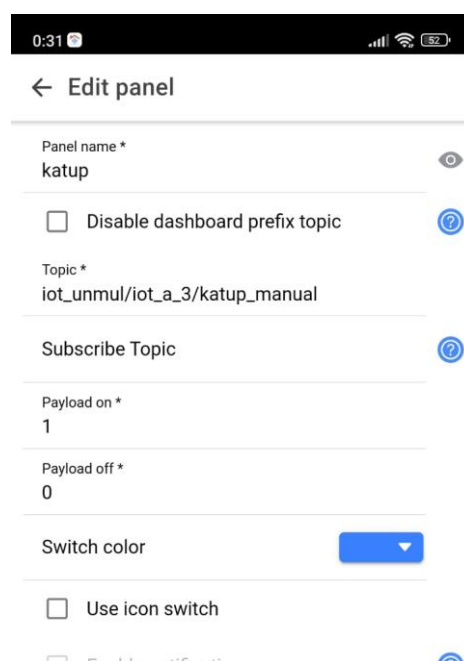 0:31
52
Edit panel
Panel name *
katup
Disable dashboard prefix topic
Topic *
iot_unmul/iot_a_3/katup_manual
Subscribe Topic
Payload on *
1
Payload off *
0
Switch color
Use icon switch